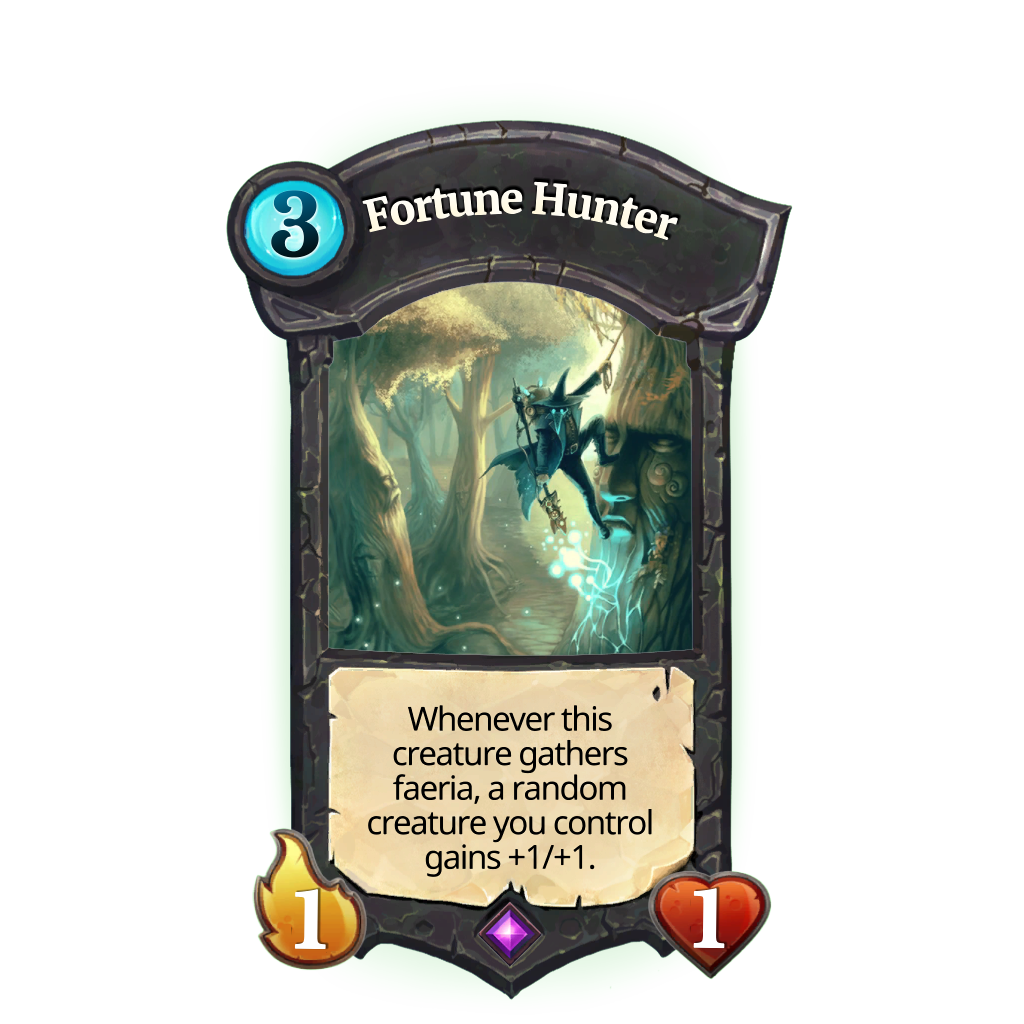 3
Fortune Hunter
Whenever this
creature gathers
faeria, a random
creature you control
gains +1/+1.
1
1